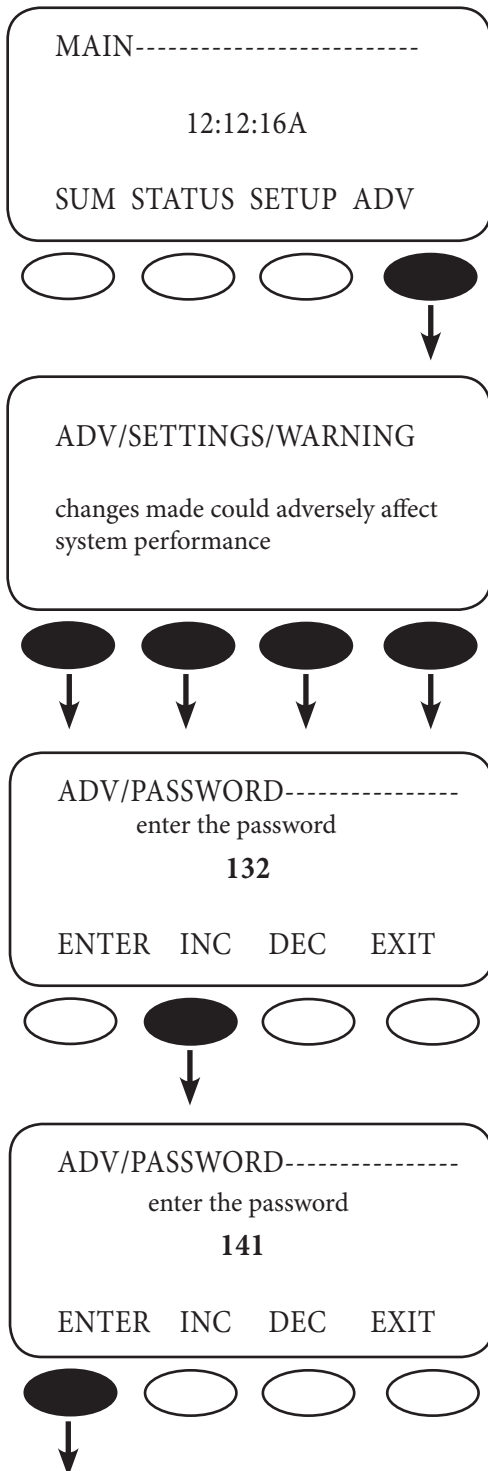 MAIN--------------------------
12:12:16A
SUM STATUS SETUP ADV
ADV/SETTINGS/WARNING
changes made could adversely affect
system performance
ADV/PASSWORD----------------
enter the password
132
ENTER INC DEC EXIT
ADV/PASSWORD----------------
enter the password
141
ENTER INC DEC EXIT